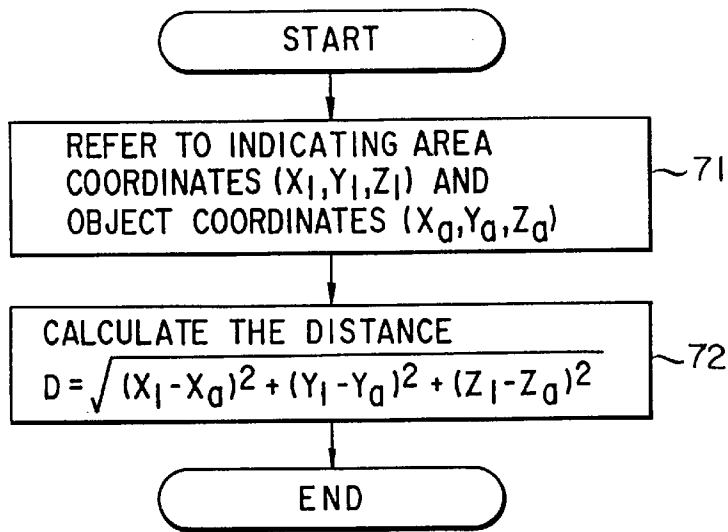 START
REFER TO INDICATING AREA
COORDINATES (X₁,Y₁,Z₁) AND
OBJECT COORDINATES (Xa,Ya,Za)
71
CALCULATE THE DISTANCE
D = √(X₁-Xa)² + (Y₁-Ya)² + (Z₁-Za)²
72
END